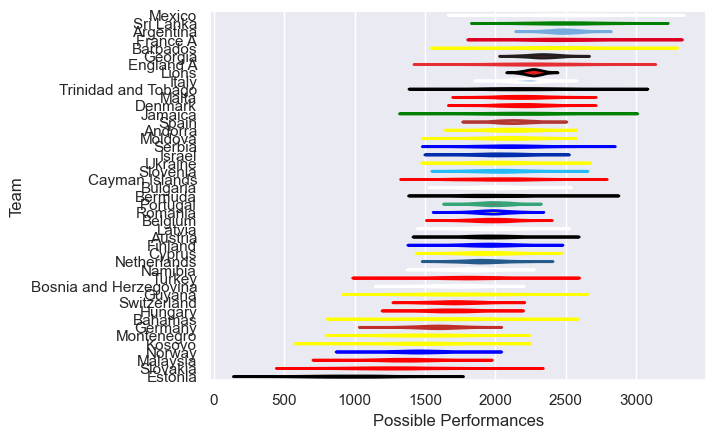 Mexico
Sri Lanka
Argentina
France A
Barbados
Georgia
England A
Lions
Italy
Trinidad and Tobago
Malta
Denmark
Jamaica
Spain
Andorra
Moldova
Serbia
Israel
Ukraine
Slovenia
Cayman Islands
Bulgaria
Bermuda
Portugal
Romania
Belgium
Latvia
Austria
Finland
Cyprus
Netherlands
Namibia
Turkey
Bosnia and Herzegovina
Guyana
Switzerland
Hungary
Bahamas
Germany
Montenegro
Kosovo
Norway
Malaysia
Slovakia
Estonia
Team
0 500 1000 1500 2000 2500 3000
Possible Performances